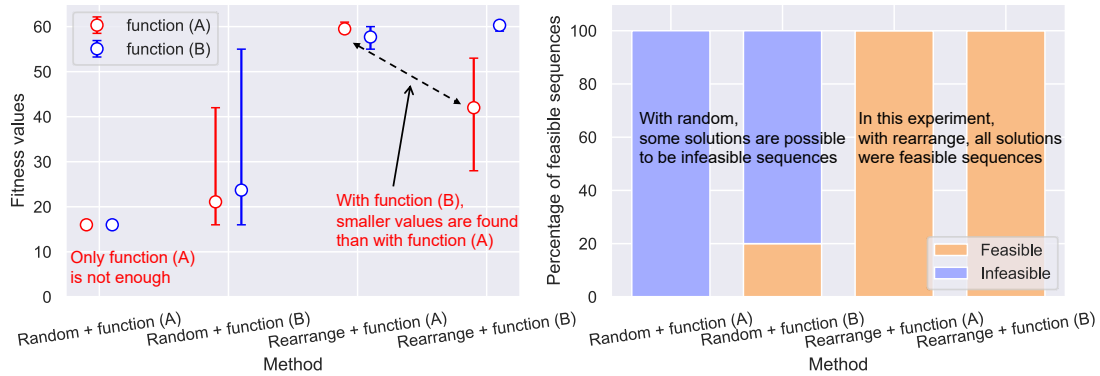 Fitness values
60
50
40
30
20
10
0
function (A)
function (B)
With function (B),
smaller values are found
than with function (A)
Only function (A)
is not enough
Random + function (A)
Random + function (B)
Rearrange + function (A)
Rearrange + function (B)
Method
Percentage of feasible sequences
100
80
60
40
20
0
With random,
some solutions are possible
to be infeasible sequences
In this experiment,
with rearrange, all solutions
were feasible sequences
Feasible
Infeasible
Random + function (A)
Random + function (B)
Rearrange + function (A)
Rearrange + function (B)
Method